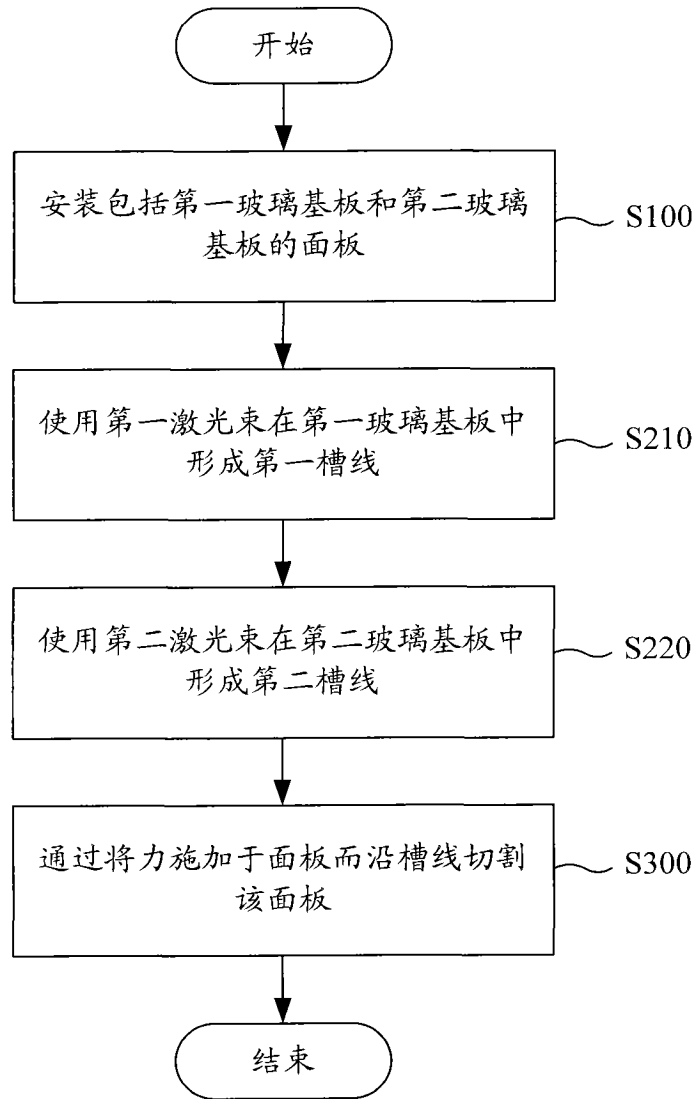 开始
安装包括第一玻璃基板和第二玻璃
基板的面板
S100
使用第一激光束在第一玻璃基板中
形成第一槽线
S210
使用第二激光束在第二玻璃基板中
形成第二槽线
S220
通过将力施加于面板而沿槽线切割
该面板
S300
结束